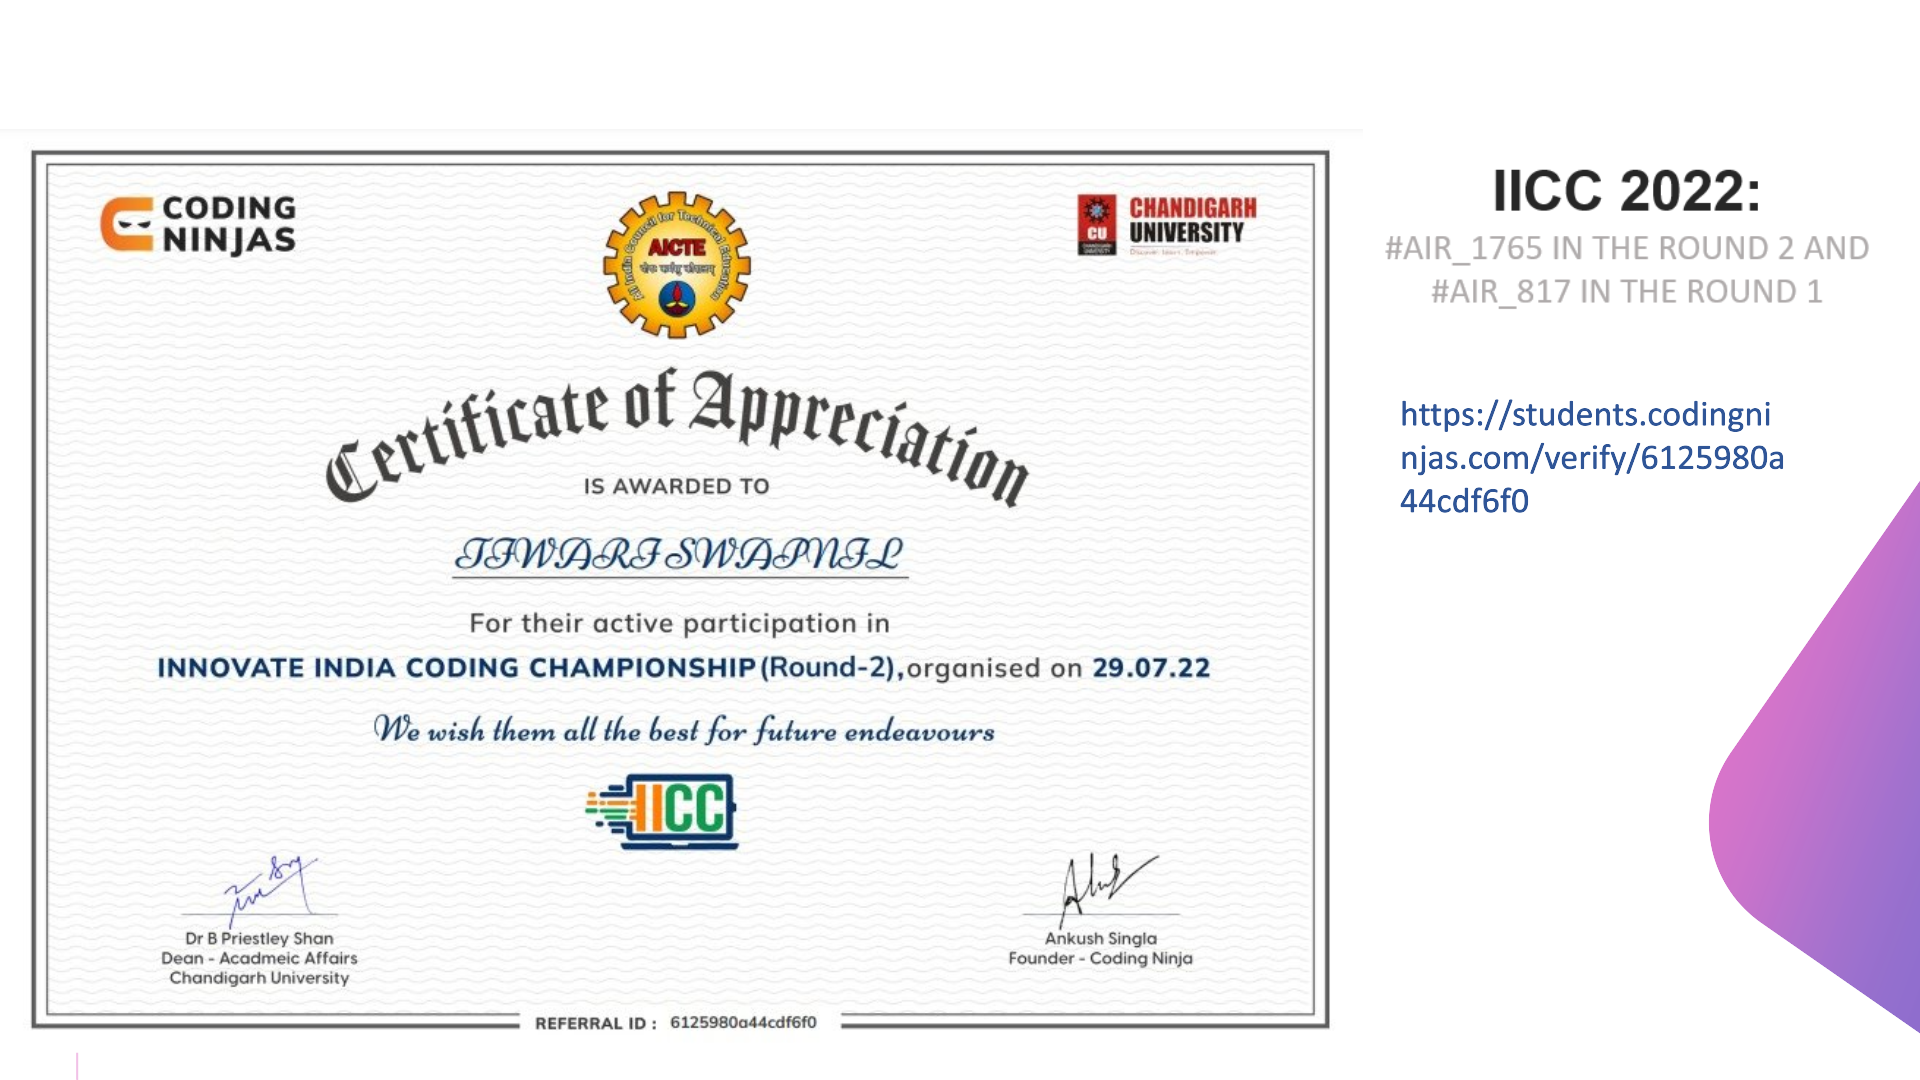 CODING
NINJAS
All India Council for Technical Education
AICTE
योगः कर्मसु कौशलम्
CU
CHANDIGARH
UNIVERSITY
Discover. Learn. Empower.
Certificate of Appreciation
IS AWARDED TO
TIWARI SWAPNIL
For their active participation in
INNOVATE INDIA CODING CHAMPIONSHIP(Round-2),organised on 29.07.22
We wish them all the best for future endeavours
IICC
Dr B Priestley Shan
Dean - Acadmeic Affairs
Chandigarh University
Ankush Singla
Founder - Coding Ninja
REFERRAL ID : 6125980a44cdf6f0
IICC 2022:
#AIR_1765 IN THE ROUND 2 AND
#AIR_817 IN THE ROUND 1
https://students.codingni
njas.com/verify/6125980a
44cdf6f0